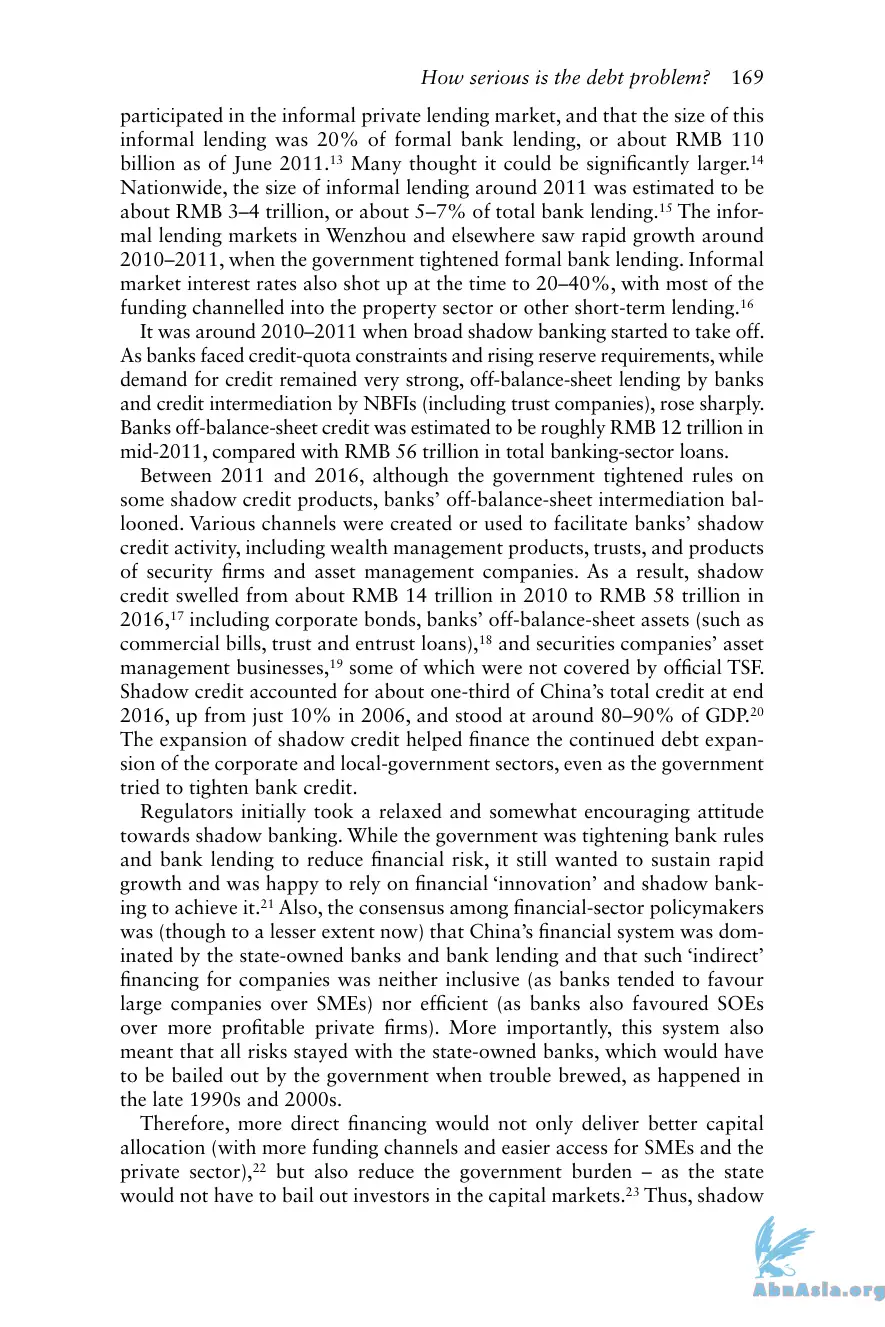 How serious is the debt problem? 169
participated in the informal private lending market, and that the size of this
informal lending was 20% of formal bank lending, or about RMB 110
billion as of June 2011.¹³ Many thought it could be significantly larger.¹⁴
Nationwide, the size of informal lending around 2011 was estimated to be
about RMB 3–4 trillion, or about 5–7% of total bank lending.¹⁵ The infor-
mal lending markets in Wenzhou and elsewhere saw rapid growth around
2010–2011, when the government tightened formal bank lending. Informal
market interest rates also shot up at the time to 20–40%, with most of the
funding channelled into the property sector or other short-term lending.¹⁶
It was around 2010–2011 when broad shadow banking started to take off.
As banks faced credit-quota constraints and rising reserve requirements, while
demand for credit remained very strong, off-balance-sheet lending by banks
and credit intermediation by NBFIs (including trust companies), rose sharply.
Banks off-balance-sheet credit was estimated to be roughly RMB 12 trillion in
mid-2011, compared with RMB 56 trillion in total banking-sector loans.
Between 2011 and 2016, although the government tightened rules on
some shadow credit products, banks’ off-balance-sheet intermediation bal-
looned. Various channels were created or used to facilitate banks’ shadow
credit activity, including wealth management products, trusts, and products
of security firms and asset management companies. As a result, shadow
credit swelled from about RMB 14 trillion in 2010 to RMB 58 trillion in
2016,¹⁷ including corporate bonds, banks’ off-balance-sheet assets (such as
commercial bills, trust and entrust loans),¹⁸ and securities companies’ asset
management businesses,¹⁹ some of which were not covered by official TSF.
Shadow credit accounted for about one-third of China’s total credit at end
2016, up from just 10% in 2006, and stood at around 80–90% of GDP.²⁰
The expansion of shadow credit helped finance the continued debt expan-
sion of the corporate and local-government sectors, even as the government
tried to tighten bank credit.
Regulators initially took a relaxed and somewhat encouraging attitude
towards shadow banking. While the government was tightening bank rules
and bank lending to reduce financial risk, it still wanted to sustain rapid
growth and was happy to rely on financial ‘innovation’ and shadow bank-
ing to achieve it.²¹ Also, the consensus among financial-sector policymakers
was (though to a lesser extent now) that China’s financial system was dom-
inated by the state-owned banks and bank lending and that such ‘indirect’
financing for companies was neither inclusive (as banks tended to favour
large companies over SMEs) nor efficient (as banks also favoured SOEs
over more profitable private firms). More importantly, this system also
meant that all risks stayed with the state-owned banks, which would have
to be bailed out by the government when trouble brewed, as happened in
the late 1990s and 2000s.
Therefore, more direct financing would not only deliver better capital
allocation (with more funding channels and easier access for SMEs and the
private sector),²² but also reduce the government burden – as the state
would not have to bail out investors in the capital markets.²³ Thus, shadow
AbnAsia.org